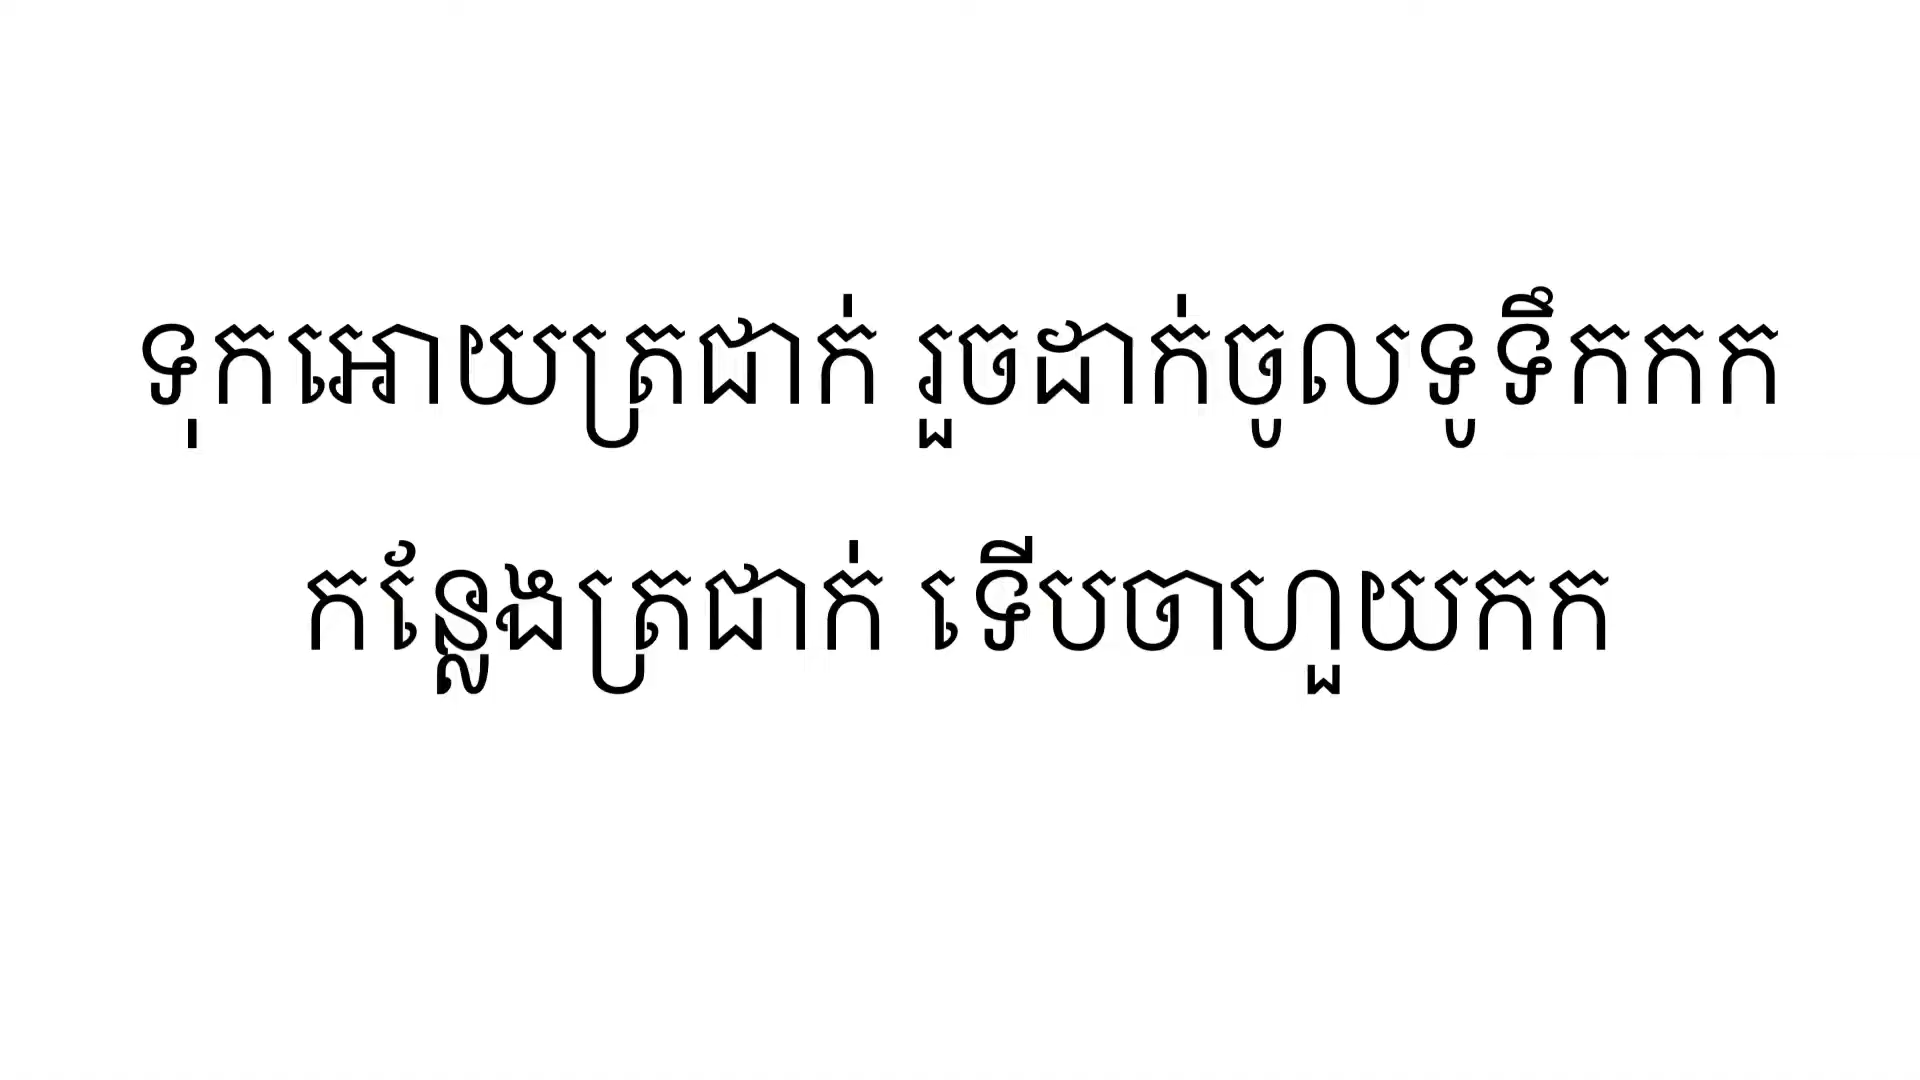 ទុកអោយត្រជាក់ រួចដាក់ចូលទូទឹកកក
កន្លែងត្រជាក់ ទើបចាហួយកក